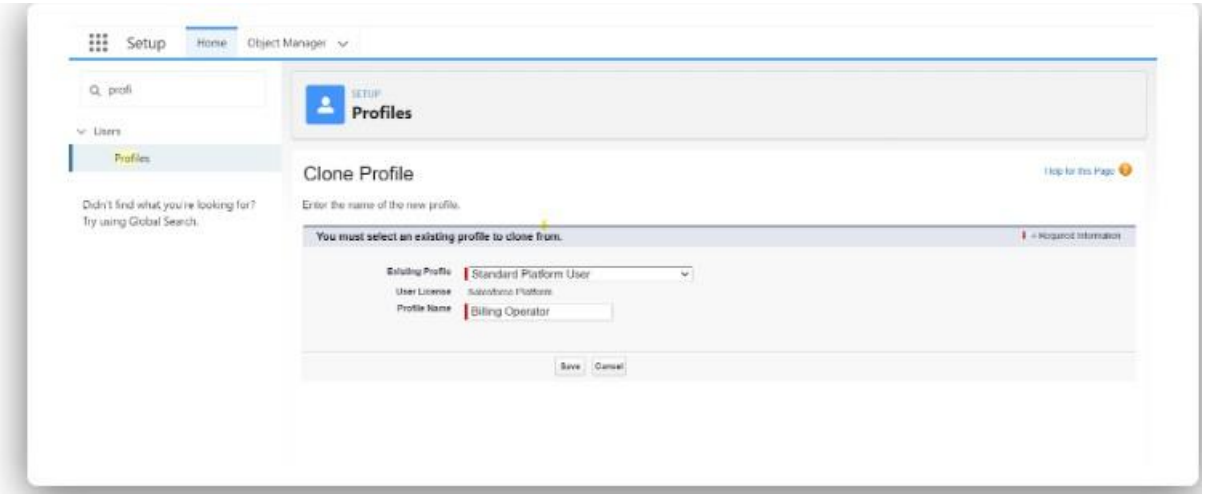 Setup Home Object Manager
profi
Users
Profiles
Didn't find what you're looking for?
Try using Global Search.
SETUP
Profiles
Clone Profile
Help for this Page
Enter the name of the new profile.
You must select an existing profile to clone from.
= Required Information
Existing Profile Standard Platform User
User License Salesforce Platform
Profile Name Billing Operator
Save Cancel